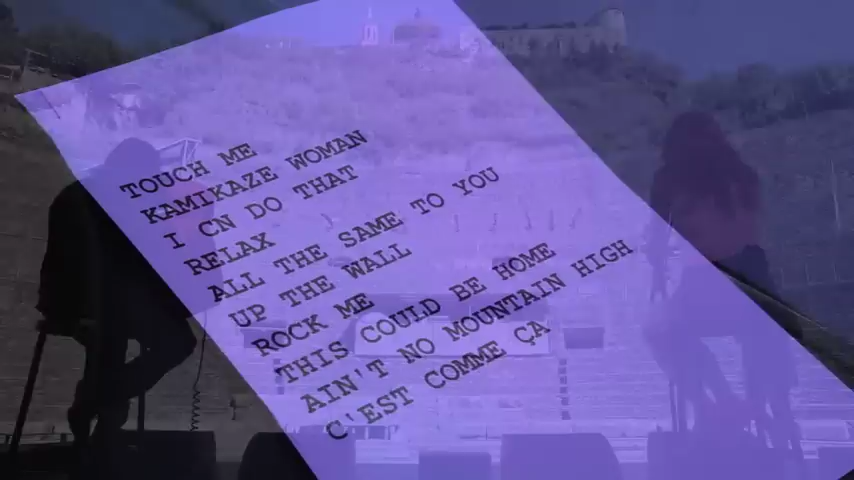 TOUCH ME
KAMIKAZE WOMAN
I CN DO THAT
RELAX
ALL THE SAME TO YOU
UP THE WALL
ROCK ME
THIS COULD BE HOME
AIN'T NO MOUNTAIN HIGH
C'EST COMME ÇA